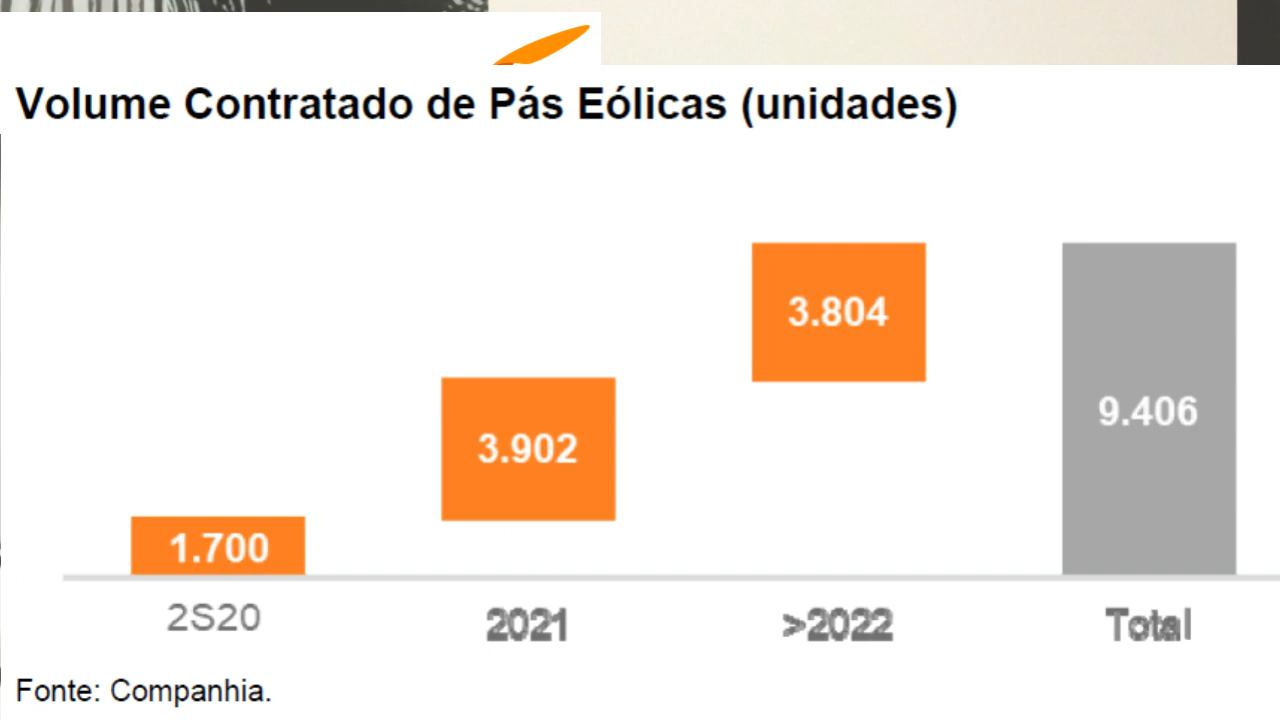 Volume Contratado de Pás Eólicas (unidades)
3.804
9.406
3.902
1.700
2S20 2021 >2022 Total
Fonte: Companhia.